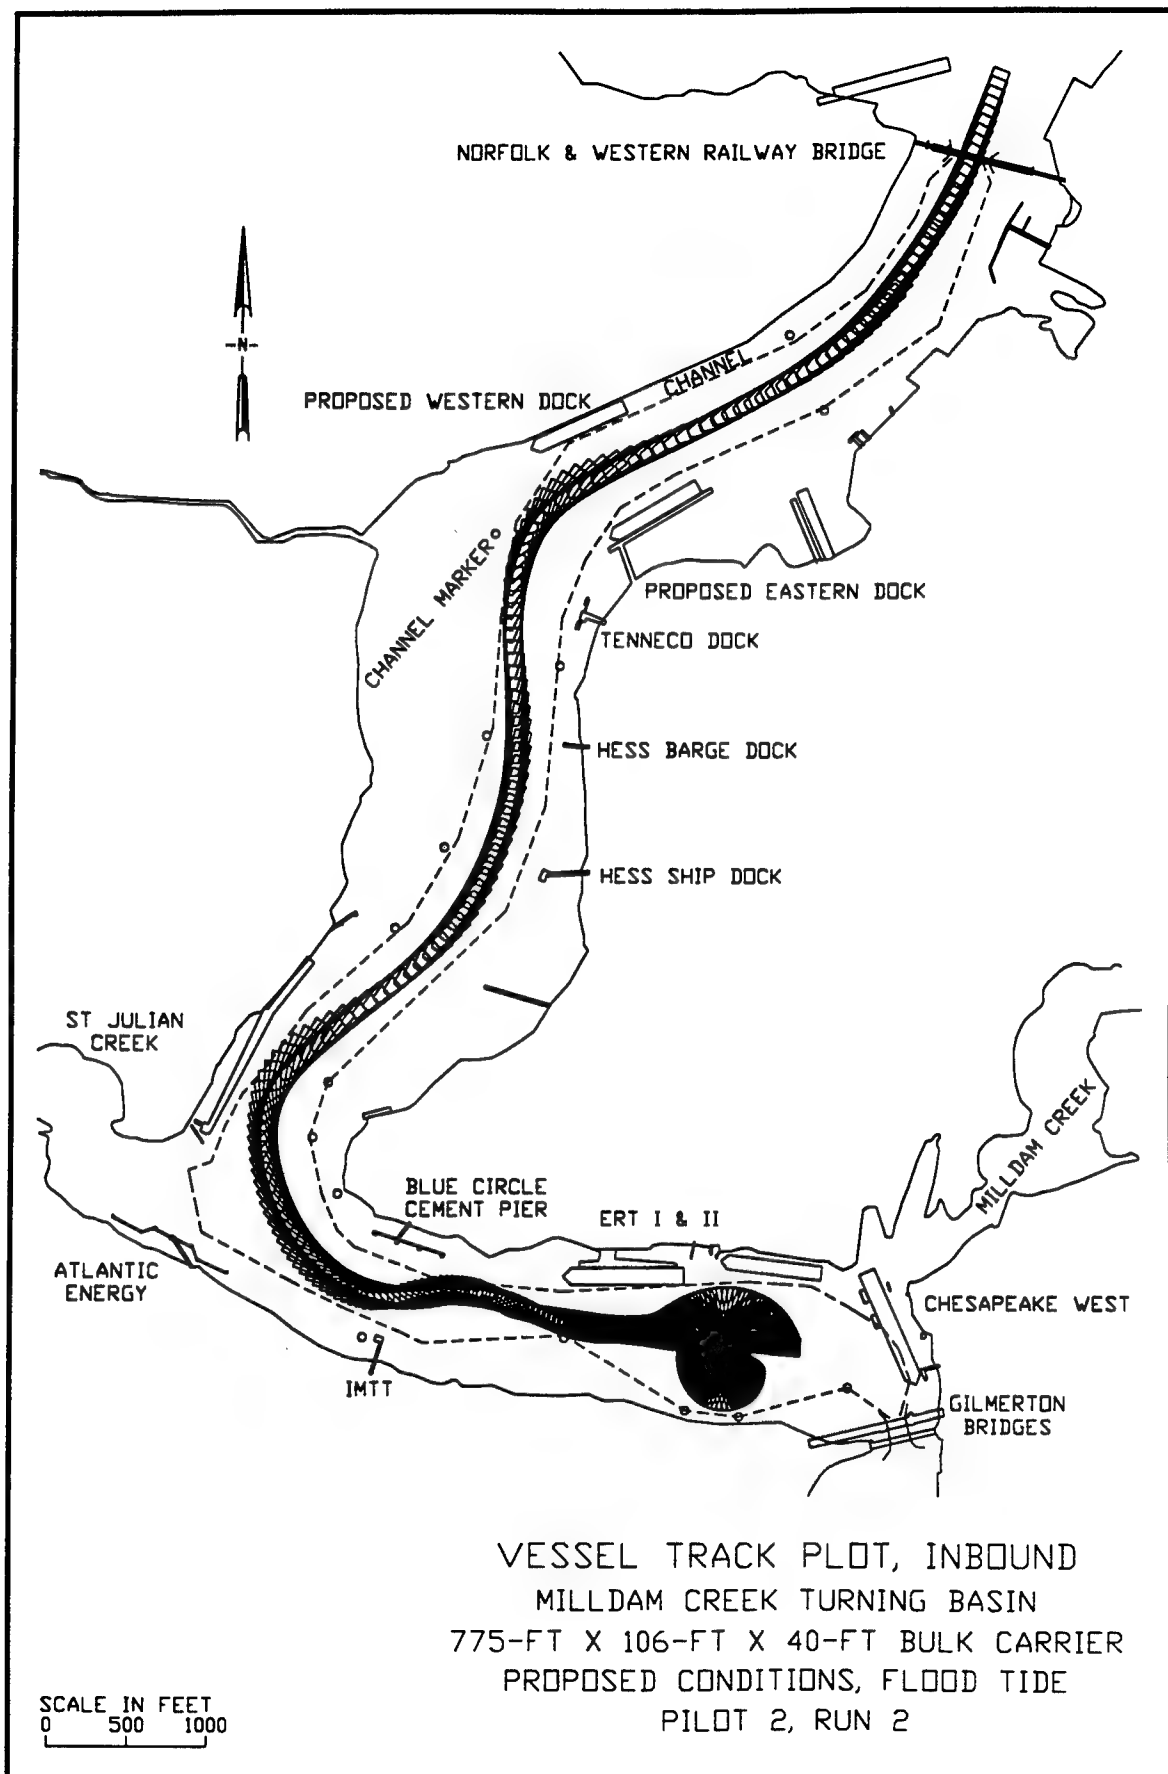 NORFOLK & WESTERN RAILWAY BRIDGE
-N-
CHANNEL
PROPOSED WESTERN DOCK
CHANNEL MARKER
PROPOSED EASTERN DOCK
TENNECO DOCK
HESS BARGE DOCK
HESS SHIP DOCK
ST JULIAN
CREEK
MILLDAM CREEK
BLUE CIRCLE
CEMENT PIER
ERT I & II
ATLANTIC
ENERGY
CHESAPEAKE WEST
IMTT
GILMERTON
BRIDGES
VESSEL TRACK PLOT, INBOUND
MILLDAM CREEK TURNING BASIN
775-FT X 106-FT X 40-FT BULK CARRIER
PROPOSED CONDITIONS, FLOOD TIDE
PILOT 2, RUN 2
SCALE IN FEET
0 500 1000